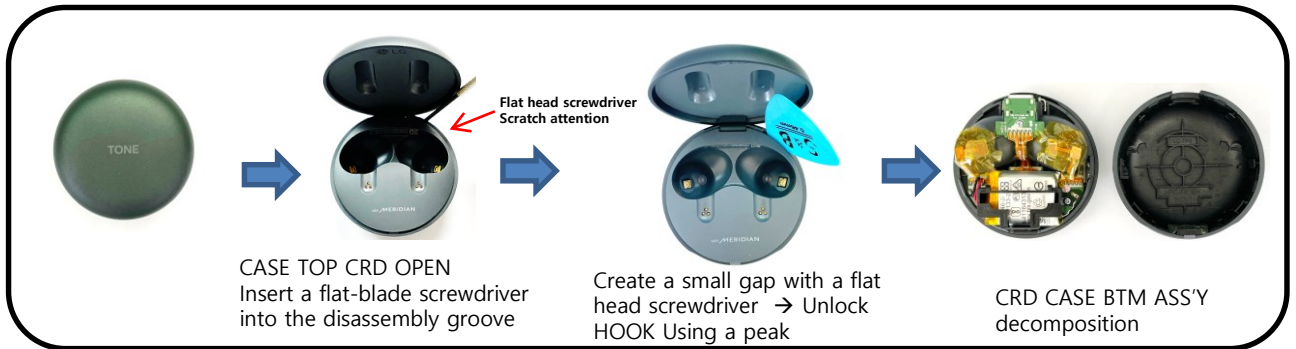 TONE
LG
MERIDIAN
Flat head screwdriver
Scratch attention
MERIDIAN
CASE TOP CRD OPEN
Insert a flat-blade screwdriver
into the disassembly groove
Create a small gap with a flat
head screwdriver → Unlock
HOOK Using a peak
CRD CASE BTM ASS'Y
decomposition